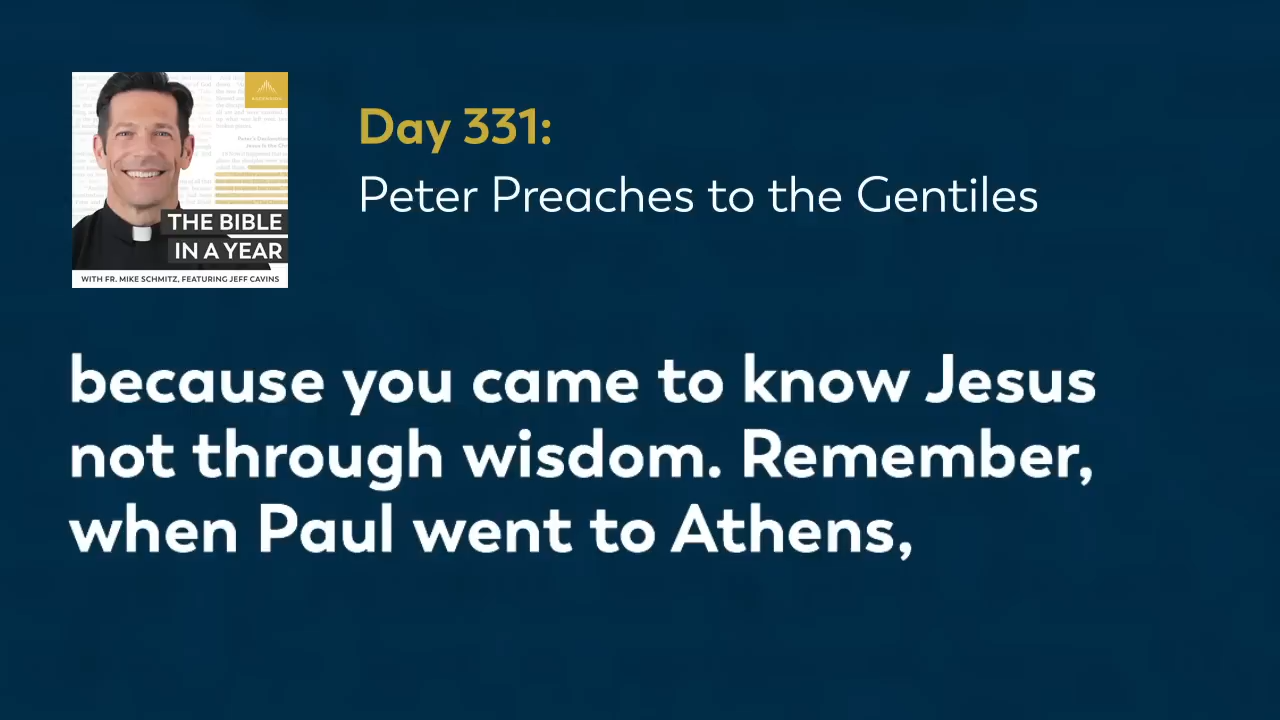 THE BIBLE
IN A YEAR
WITH FR. MIKE SCHMITZ, FEATURING JEFF CAVINS
Day 331:
Peter Preaches to the Gentiles
because you came to know Jesus
not through wisdom. Remember,
when Paul went to Athens,